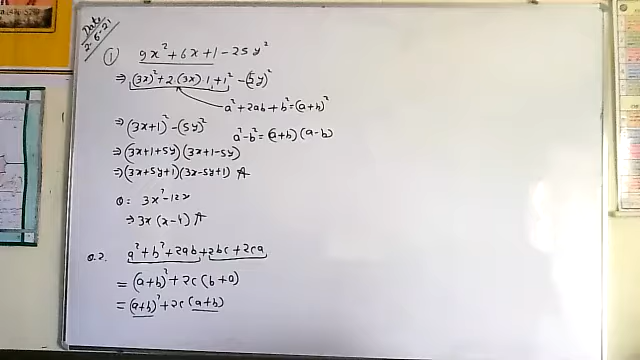 Date
2-6-21
① 9x² + 6x + 1 - 25y²
⇒ (3x)² + 2·(3x)·1 + 1² - (5y)²
a² + 2ab + b² = (a+b)²
⇒ (3x+1)² - (5y)²
a² - b² = (a+b) (a-b)
⇒ (3x+1+5y) (3x+1-5y)
⇒ (3x+5y+1) (3x-5y+1) A
Q: 3x² - 12x
⇒ 3x (x-4) A
Q.2. a² + b² + 2ab + 2bc + 2ca
= (a+b)² + 2c (b+a)
= (a+b)² + 2c (a+b)